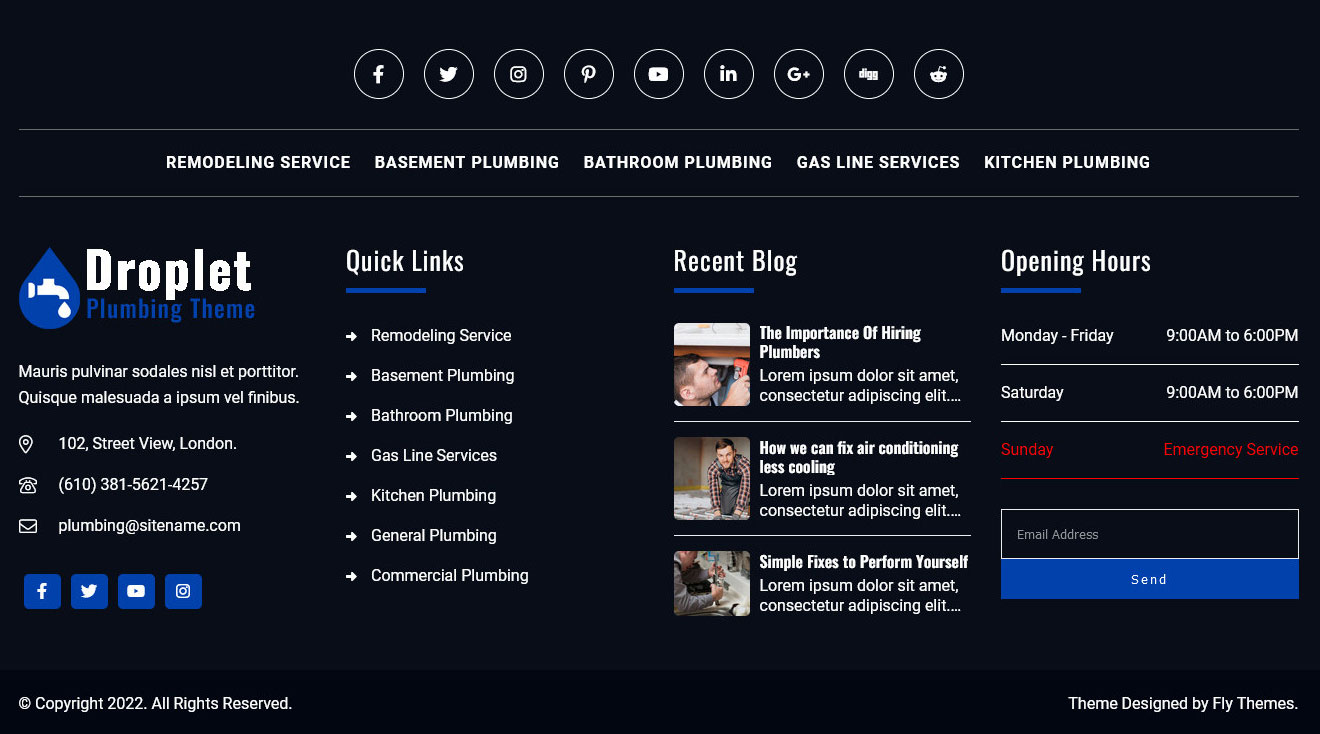 REMODELING SERVICE BASEMENT PLUMBING BATHROOM PLUMBING GAS LINE SERVICES KITCHEN PLUMBING
Droplet
Plumbing Theme
Mauris pulvinar sodales nisl et porttitor.
Quisque malesuada a ipsum vel finibus.
102, Street View, London.
(610) 381-5621-4257
plumbing@sitename.com
Quick Links
Remodeling Service
Basement Plumbing
Bathroom Plumbing
Gas Line Services
Kitchen Plumbing
General Plumbing
Commercial Plumbing
Recent Blog
The Importance Of Hiring
Plumbers
Lorem ipsum dolor sit amet,
consectetur adipiscing elit....
How we can fix air conditioning
less cooling
Lorem ipsum dolor sit amet,
consectetur adipiscing elit....
Simple Fixes to Perform Yourself
Lorem ipsum dolor sit amet,
consectetur adipiscing elit....
Opening Hours
Monday - Friday 9:00AM to 6:00PM
Saturday 9:00AM to 6:00PM
Sunday Emergency Service
Email Address
Send
© Copyright 2022. All Rights Reserved.
Theme Designed by Fly Themes.